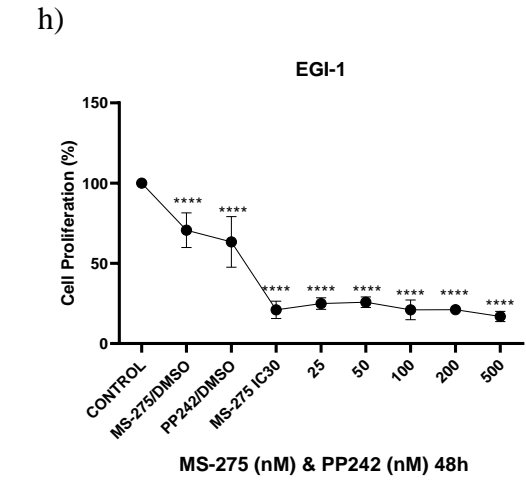 h)
EGI-1
150
100
50
0
Cell Proliferation (%)
****
****
****
****
****
****
****
****
CONTROL
MS-275/DMSO
PP242/DMSO
MS-275 IC30
25
50
100
200
500
MS-275 (nM) & PP242 (nM) 48h